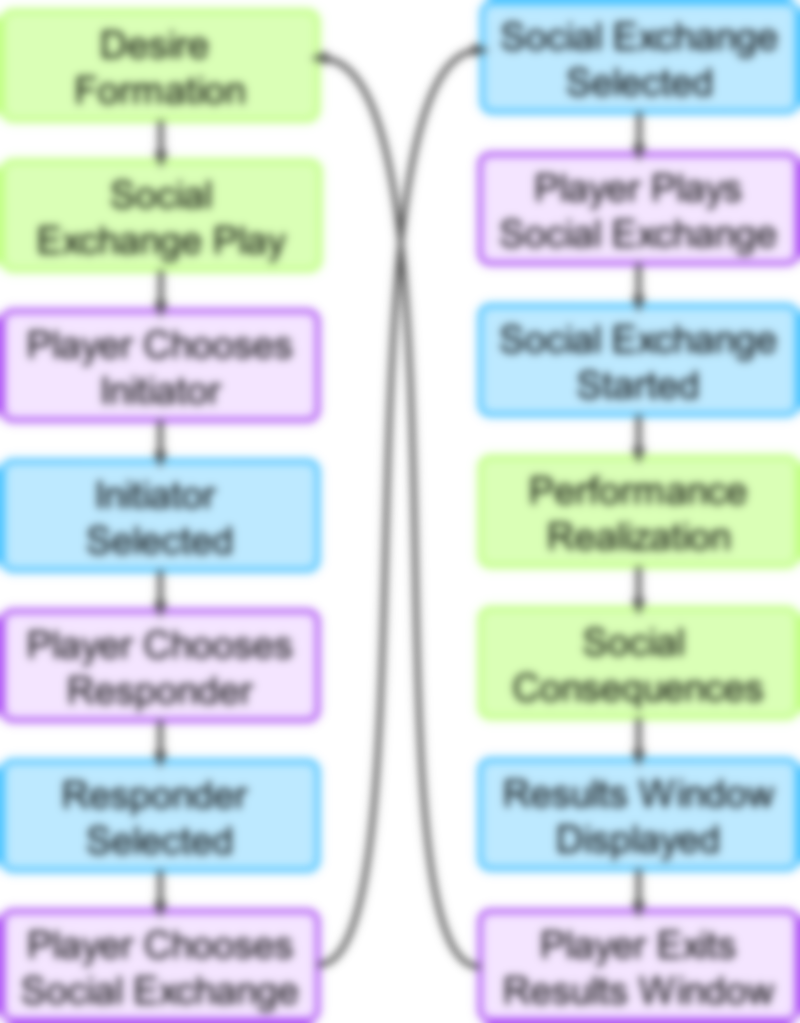 Desire
Formation
Social
Exchange Play
Player Chooses
Initiator
Initiator
Selected
Player Chooses
Responder
Responder
Selected
Player Chooses
Social Exchange
Social Exchange
Selected
Player Plays
Social Exchange
Social Exchange
Started
Performance
Realization
Social
Consequences
Results Window
Displayed
Player Exits
Results Window